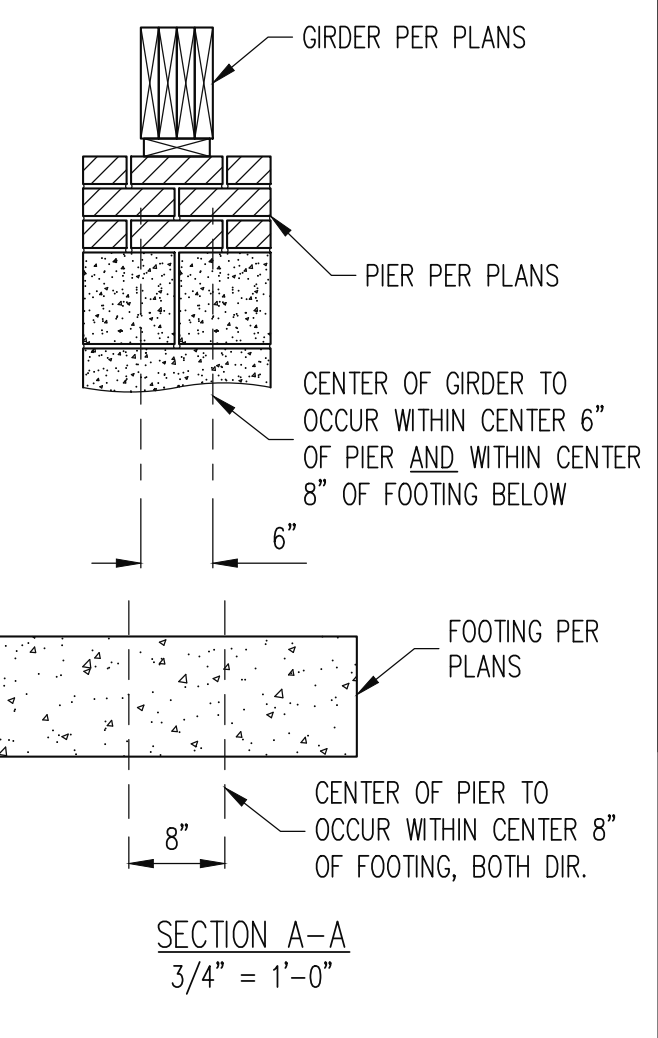 GIRDER PER PLANS
PIER PER PLANS
CENTER OF GIRDER TO
OCCUR WITHIN CENTER 6"
OF PIER AND WITHIN CENTER
8" OF FOOTING BELOW
6"
FOOTING PER
PLANS
CENTER OF PIER TO
OCCUR WITHIN CENTER 8"
OF FOOTING, BOTH DIR.
8"
SECTION A-A
3/4" = 1'-0"